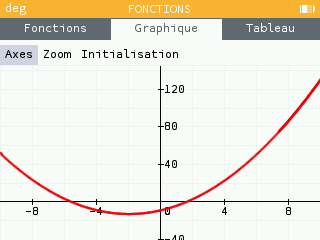 deg FONCTIONS
Fonctions Graphique Tableau
Axes Zoom Initialisation
120
80
40
-8 -4 0 4 8
-40